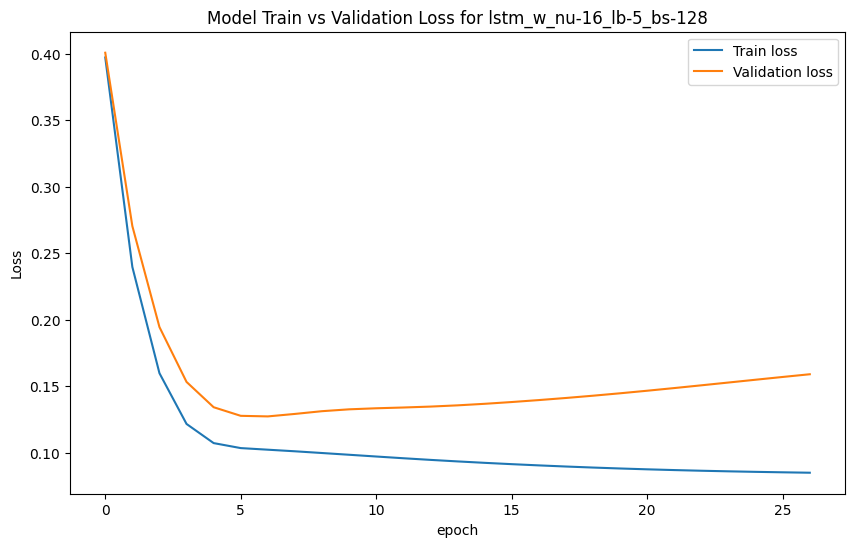 Model Train vs Validation Loss for lstm_w_nu-16_lb-5_bs-128
Train loss
Validation loss
0.40
0.35
0.30
0.25
0.20
0.15
0.10
Loss
0 5 10 15 20 25
epoch